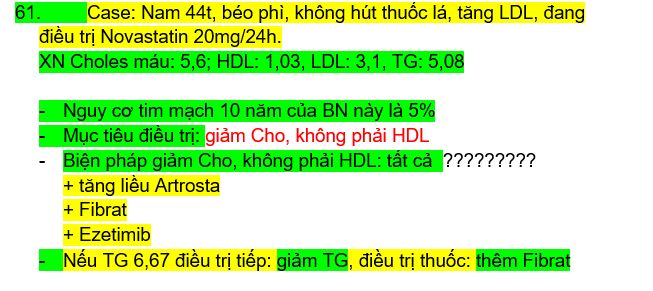 61. Case: Nam 44t, béo phì, không hút thuốc lá, tăng LDL, đang
điều trị Novastatin 20mg/24h.
XN Choles máu: 5,6; HDL: 1,03, LDL: 3,1, TG: 5,08
- Nguy cơ tim mạch 10 năm của BN này là 5%
- Mục tiêu điều trị: giảm Cho, không phải HDL
- Biện pháp giảm Cho, không phải HDL: tất cả ?????????
+ tăng liều Artrosta
+ Fibrat
+ Ezetimib
- Nếu TG 6,67 điều trị tiếp: giảm TG, điều trị thuốc: thêm Fibrat